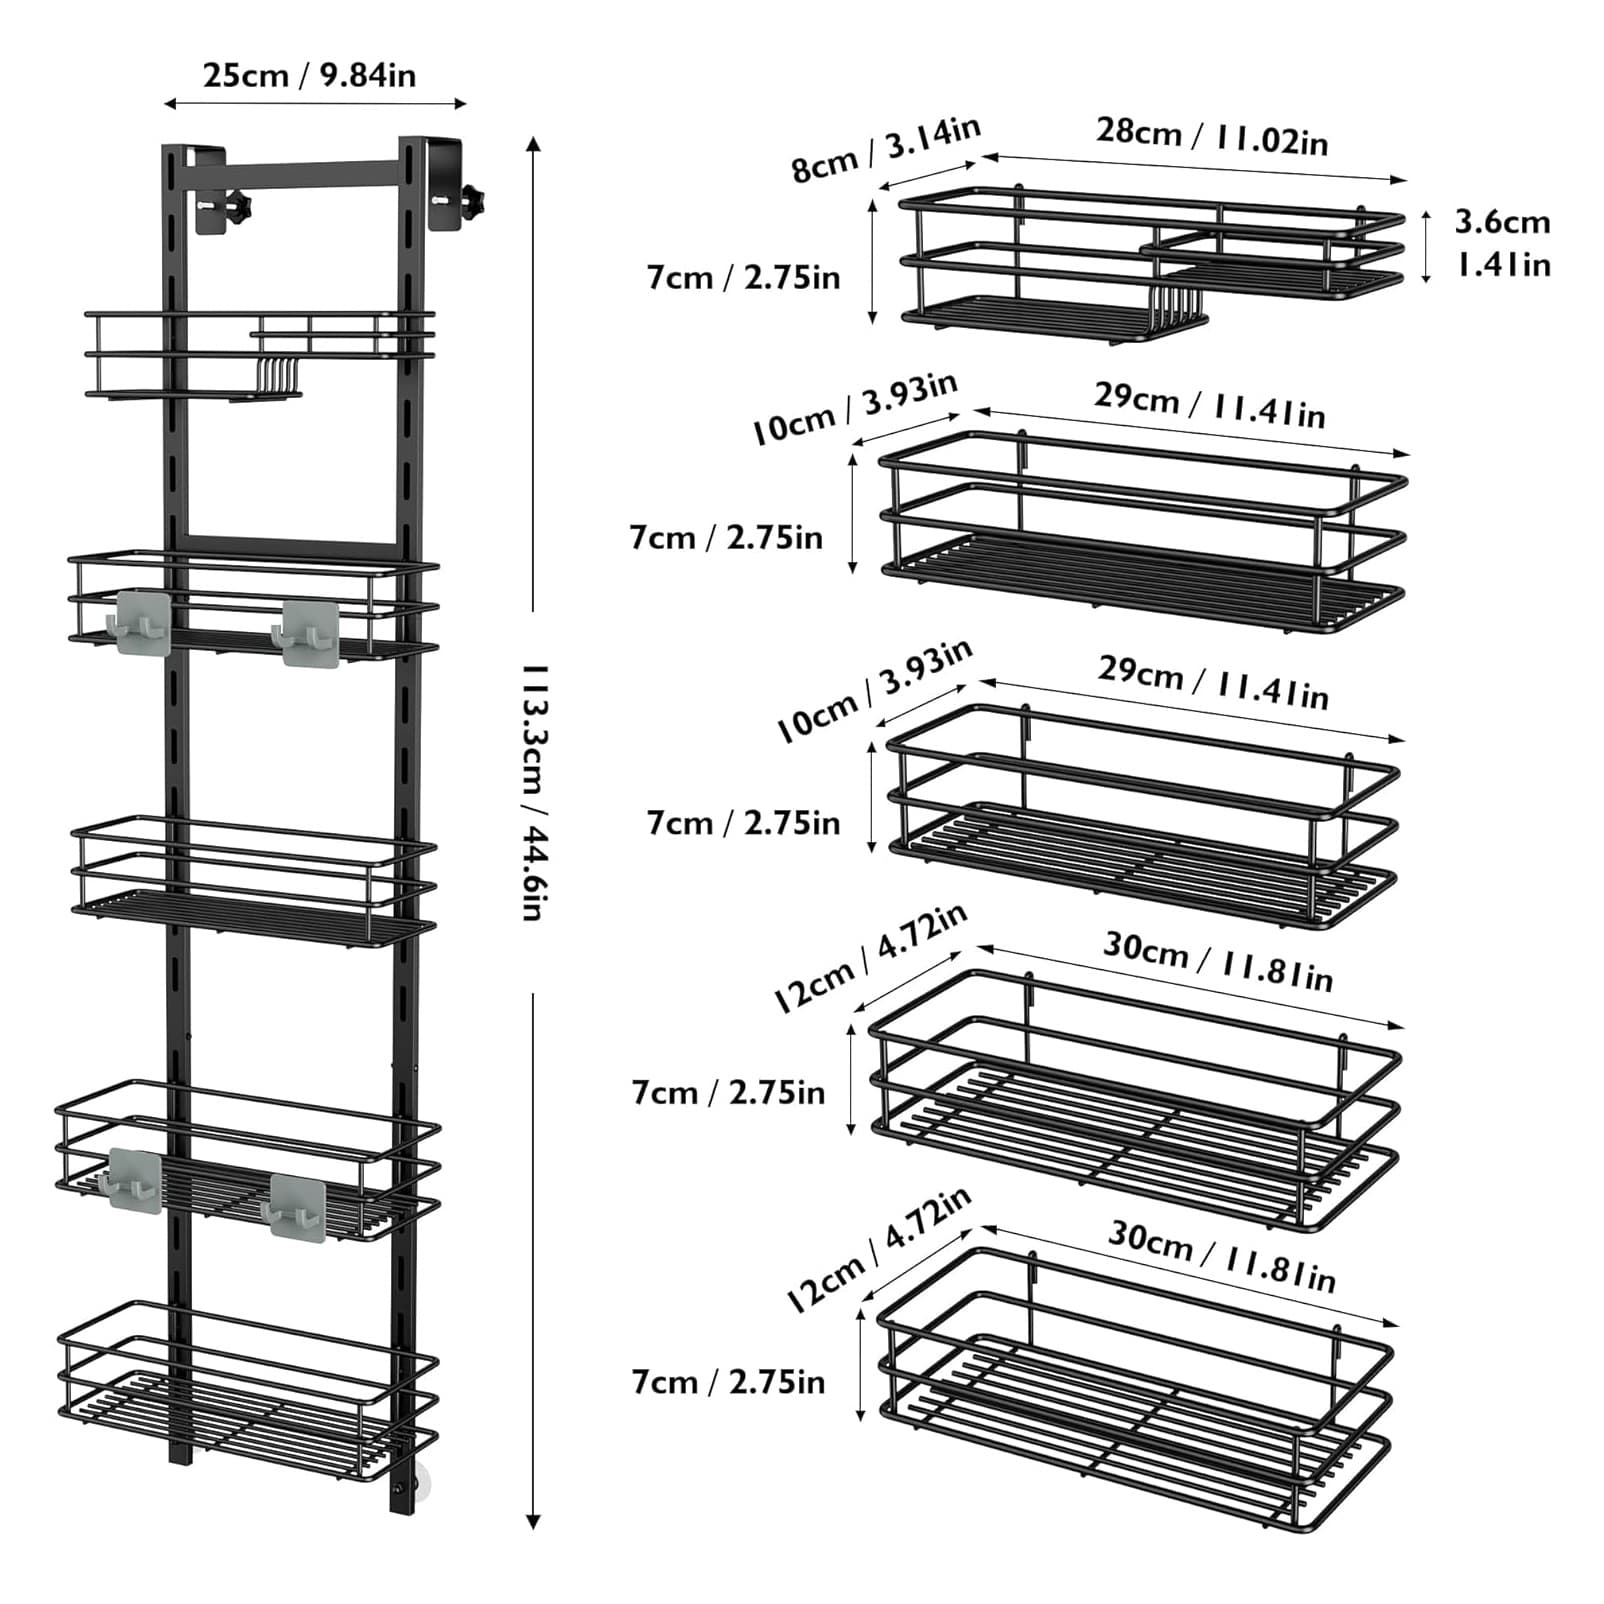 25cm / 9.84in
113.3cm / 44.6in
8cm / 3.14in
28cm / 11.02in
7cm / 2.75in
3.6cm
1.41in
10cm / 3.93in
29cm / 11.41in
7cm / 2.75in
10cm / 3.93in
29cm / 11.41in
7cm / 2.75in
12cm / 4.72in
30cm / 11.81in
7cm / 2.75in
12cm / 4.72in
30cm / 11.81in
7cm / 2.75in